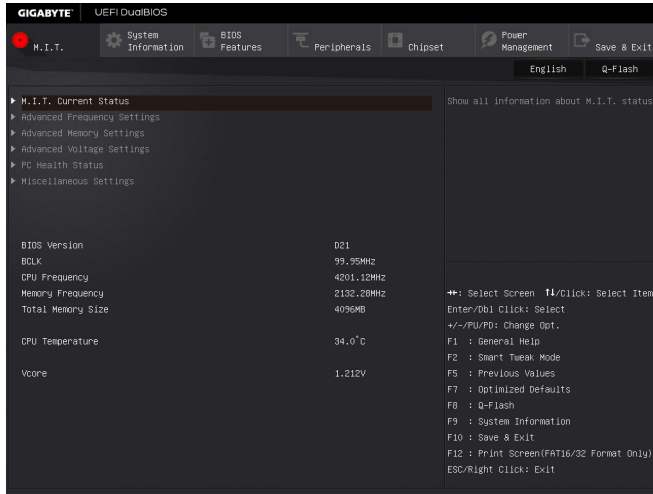 GIGABYTE™ UEFI DualBIOS
M.I.T.
System Information
BIOS Features
Peripherals
Chipset
Power Management
Save & Exit
English Q-Flash
M.I.T. Current Status
Advanced Frequency Settings
Advanced Memory Settings
Advanced Voltage Settings
PC Health Status
Miscellaneous Settings
BIOS Version D21
BCLK 99.95MHz
CPU Frequency 4201.12MHz
Memory Frequency 2132.28MHz
Total Memory Size 4096MB
CPU Temperature 34.0°C
Vcore 1.212V
Show all information about M.I.T. status
→←: Select Screen ↑↓/Click: Select Item
Enter/Dbl Click: Select
+/-/PU/PD: Change Opt.
F1 : General Help
F2 : Smart Tweak Mode
F5 : Previous Values
F7 : Optimized Defaults
F8 : Q-Flash
F9 : System Information
F10 : Save & Exit
F12 : Print Screen(FAT16/32 Format Only)
ESC/Right Click: Exit